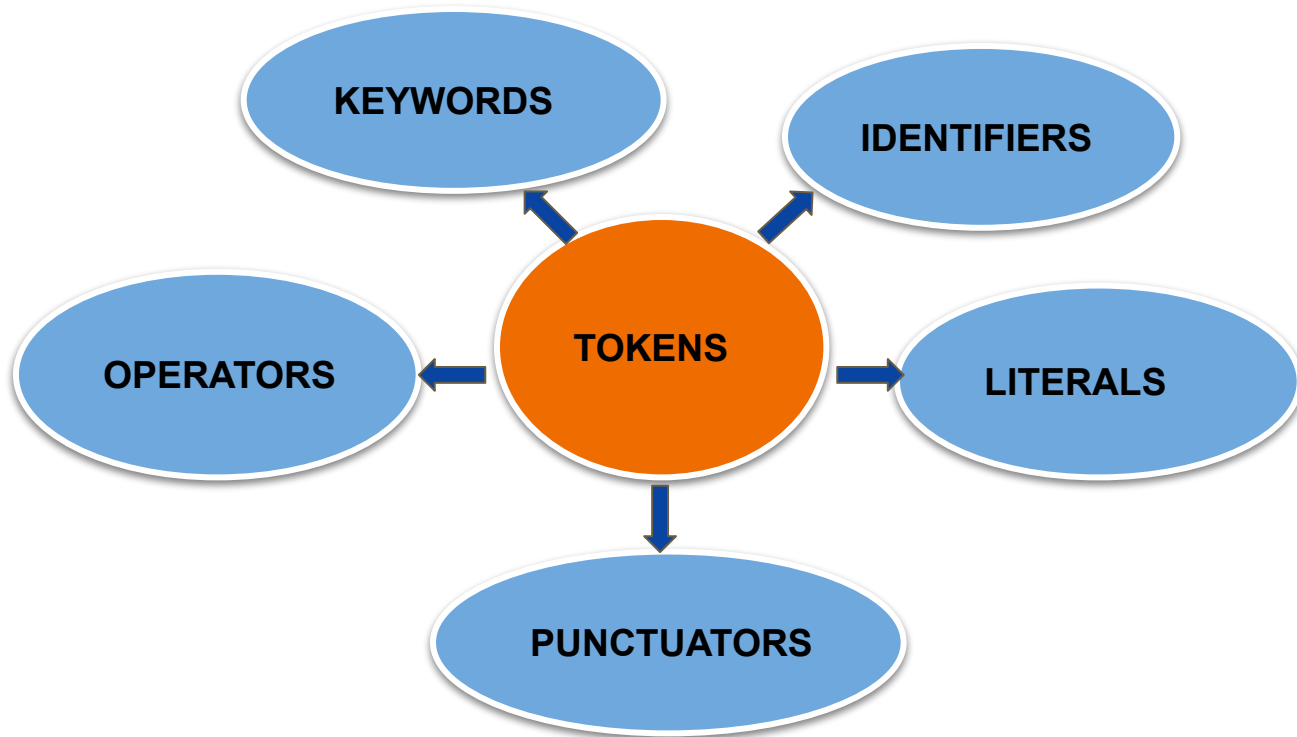 KEYWORDS
IDENTIFIERS
TOKENS
OPERATORS
LITERALS
PUNCTUATORS